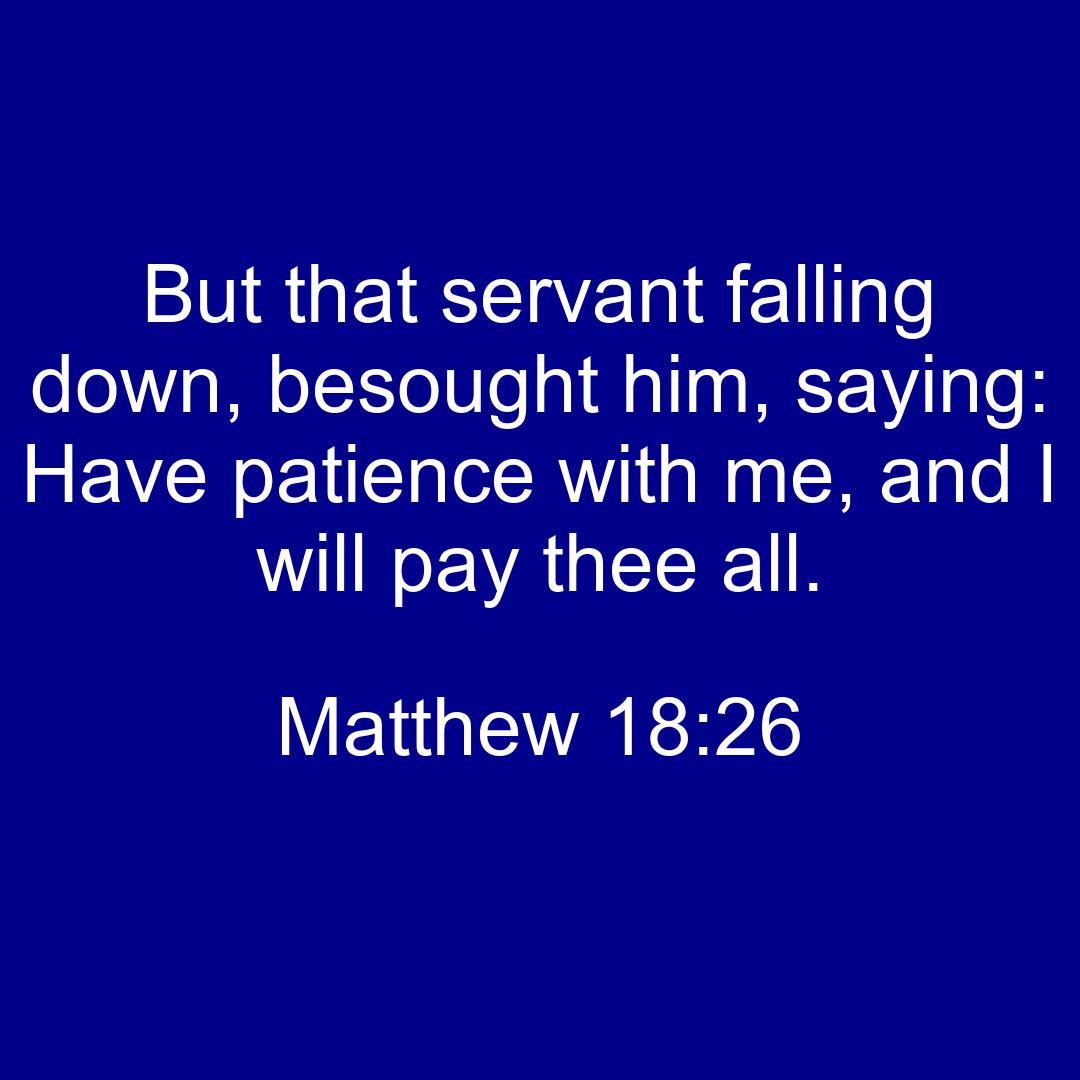 But that servant falling
down, besought him, saying:
Have patience with me, and I
will pay thee all.
Matthew 18:26